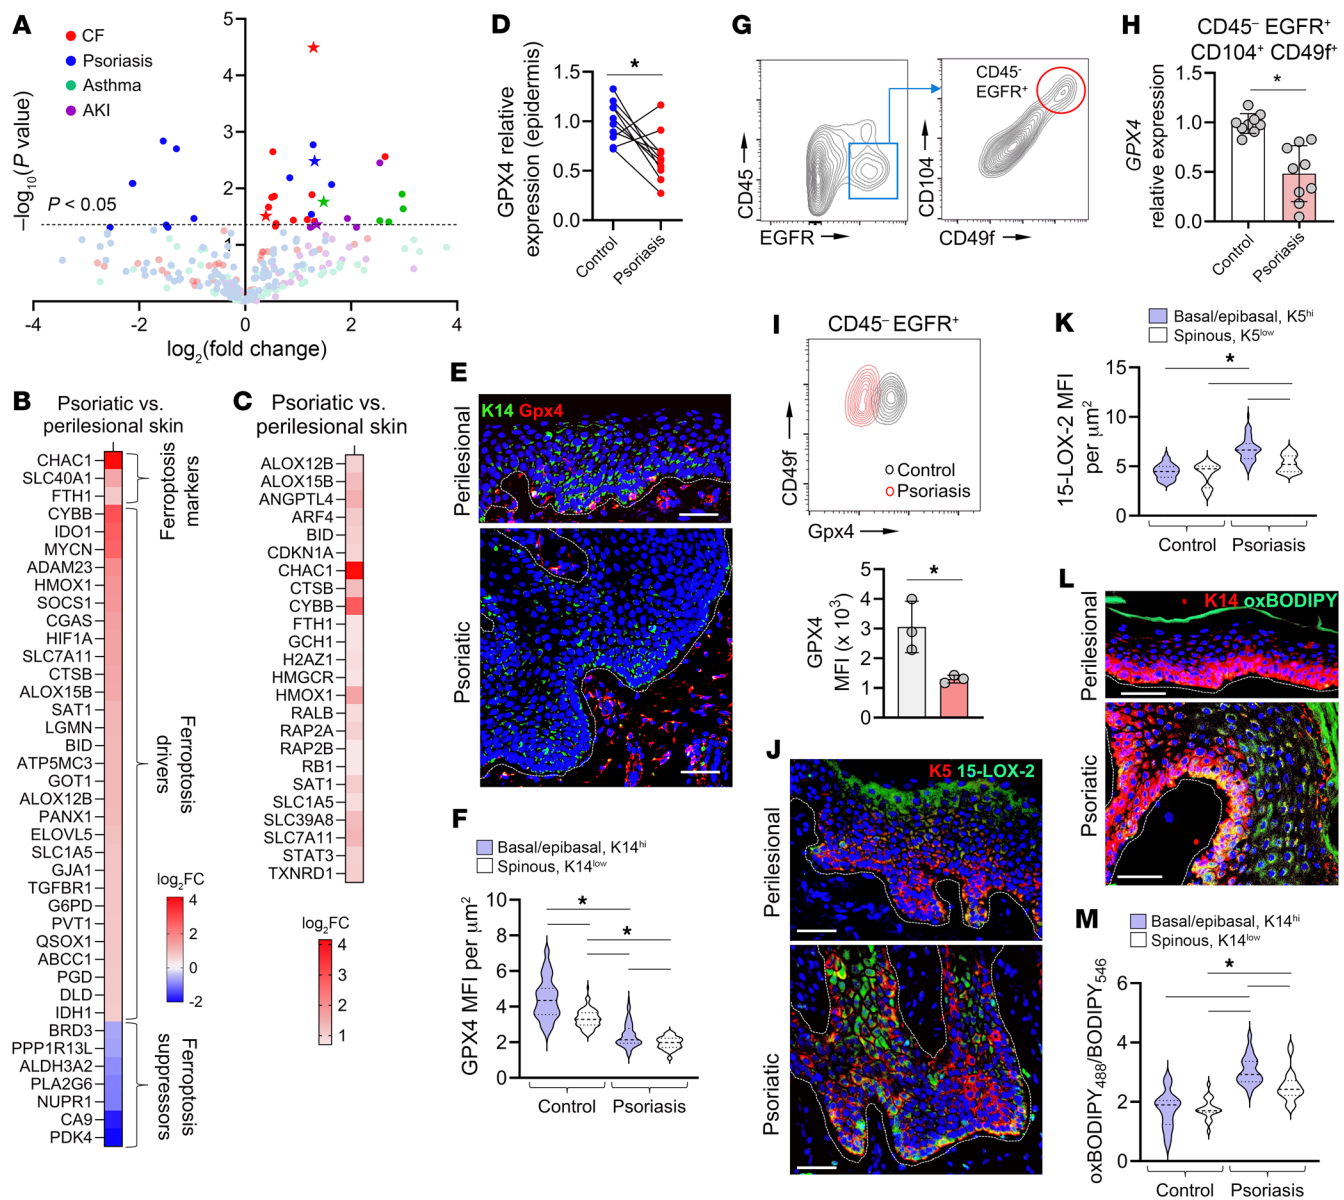 A
CF
Psoriasis
Asthma
AKI
–log10(P value)
5
4
3
2
1
P < 0.05
-4
-2
0
2
4
log2(fold change)
B
Psoriatic vs.
perilesional skin
CHAC1
SLC40A1
FTH1
CYBB
IDO1
MYCN
ADAM23
HMOX1
SOCS1
CGAS
HIF1A
SLC7A11
CTSB
ALOX15B
SAT1
LGMN
BID
ATP5MC3
GOT1
ALOX12B
PANX1
ELOVL5
SLC1A5
GJA1
TGFBR1
G6PD
PVT1
QSOX1
ABCC1
PGD
DLD
IDH1
BRD3
PPP1R13L
ALDH3A2
PLA2G6
NUPR1
CA9
PDK4
Ferroptosis
markers
Ferroptosis
drivers
Ferroptosis
suppressors
log2FC
4
2
0
-2
C
Psoriatic vs.
perilesional skin
ALOX12B
ALOX15B
ANGPTL4
ARF4
BID
CDKN1A
CHAC1
CTSB
CYBB
FTH1
GCH1
H2AZ1
HMGCR
HMOX1
RALB
RAP2A
RAP2B
RB1
SAT1
SLC1A5
SLC39A8
SLC7A11
STAT3
TXNRD1
log2FC
4
3
2
1
D
GPX4 relative
expression (epidermis)
1.5
1.0
0.5
0.0
*
Control
Psoriasis
E
K14 Gpx4
Perilesional
Psoriatic
F
Basal/epibasal, K14hi
Spinous, K14low
GPX4 MFI per µm2
10
8
6
4
2
0
*
*
Control
Psoriasis
G
CD45
EGFR
CD45-
EGFR+
CD104
CD49f
H
CD45– EGFR+
CD104+ CD49f+
GPX4
relative expression
1.5
1.0
0.5
0.0
*
Control
Psoriasis
I
CD45– EGFR+
CD49f
Control
Psoriasis
Gpx4
GPX4
MFI (x 103)
5
4
3
2
1
0
*
J
K5 15-LOX-2
Perilesional
Psoriatic
K
Basal/epibasal, K5hi
Spinous, K5low
15-LOX-2 MFI
per µm2
15
10
5
0
*
Control
Psoriasis
L
K14 oxBODIPY
Perilesional
Psoriatic
M
Basal/epibasal, K14hi
Spinous, K14low
oxBODIPY488/BODIPY546
6
4
2
0
*
Control
Psoriasis